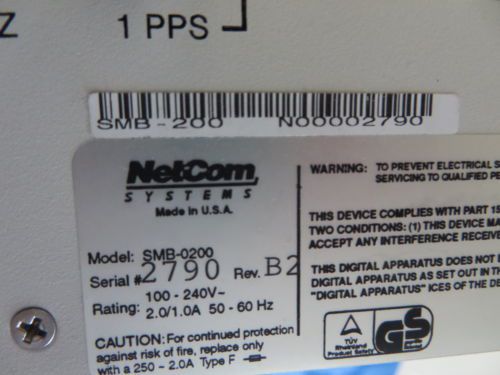 Z
1 PPS
SMB-200 N00002790
NetCom
SYSTEMS
Made in U.S.A.
Model: SMB-0200
Serial # 2790 Rev. B2
Rating: 100 - 240V~
2.0/1.0A 50 - 60 Hz
CAUTION: For continued protection
against risk of fire, replace only
with a 250 ~ 2.0A Type F
WARNING: TO PREVENT ELECTRICAL S
SERVICING TO QUALIFIED PE
THIS DEVICE COMPLIES WITH PART 15
TWO CONDITIONS: (1) THIS DEVICE MA
ACCEPT ANY INTERFERENCE RECEIVE
THIS DIGITAL APPARATUS DOES NOT
DIGITAL APPARATUS AS SET OUT IN T
"DIGITAL APPARATUS" ICES OF THE DE
TÜV
Rheinland
Product Safety
GS